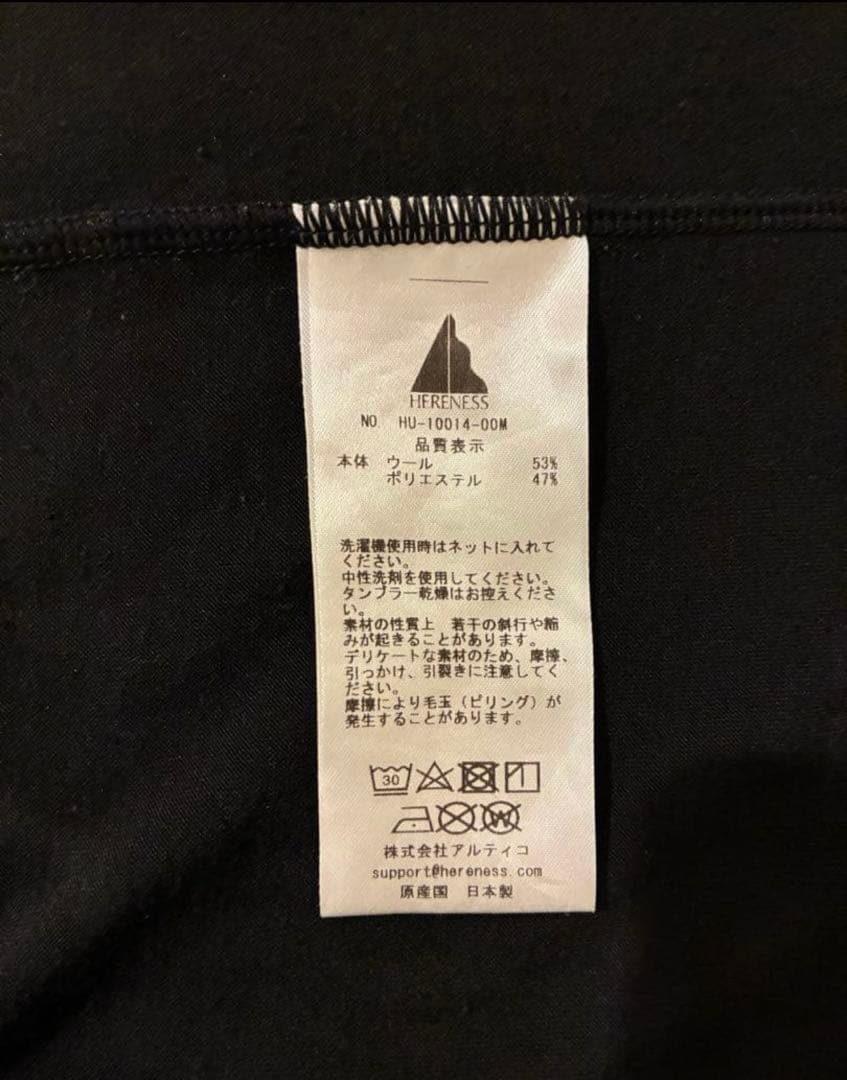 HERENESS
NO. HU-10014-00M
品質表示
本体 ウール 53%
ポリエステル 47%
洗濯機使用時はネットに入れて
ください。
中性洗剤を使用してください。
タンブラー乾燥はお控えくださ
い。
素材の性質上 若干の斜行や縮
みが起きることがあります。
デリケートな素材のため、摩擦、
引っかけ、引裂きに注意してく
ださい。
摩擦により毛玉（ピリング）が
発生することがあります。
30
W
株式会社アルティコ
support@hereness.com
原産国 日本製